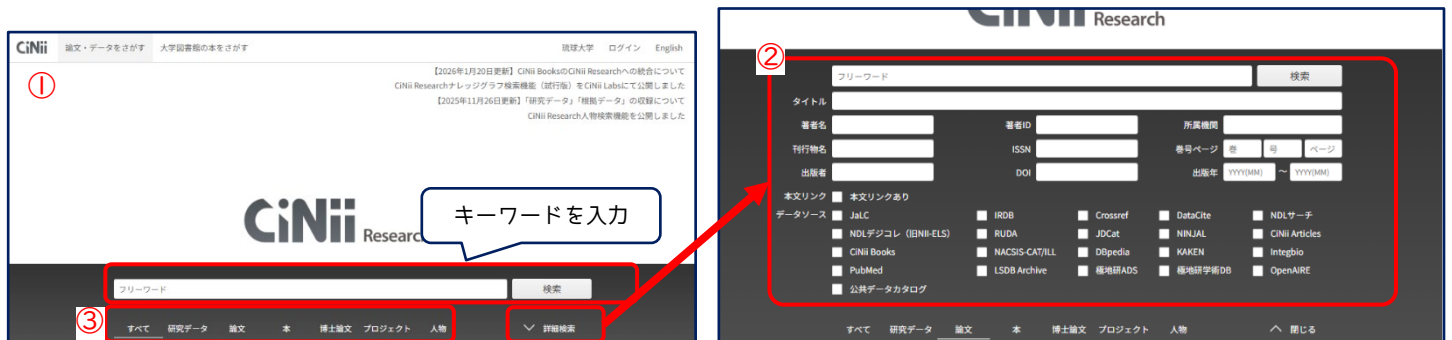 CiNii 論文・データをさがす 大学図書館の本をさがす 琉球大学 ログイン English
①
【2026年1月20日更新】CiNii BooksのCiNii Researchへの統合について
CiNii Researchナレッジグラフ検索機能（試行版）をCiNii Labsにて公開しました
【2025年11月26日更新】「研究データ」「根拠データ」の収録について
CiNii Research人物検索機能を公開しました
CiNii Researc
キーワードを入力
フリーワード 検索
③
すべて 研究データ 論文 本 博士論文 プロジェクト 人物 詳細検索
CiNii Research
②
フリーワード 検索
タイトル
著者名 著者ID 所属機関
刊行物名 ISSN 巻号ページ 巻 号 ページ
出版者 DOI 出版年 YYYY(MM) ～ YYYY(MM)
本文リンク 本文リンクあり
データソース JaLC IRDB Crossref DataCite NDLサーチ
NDLデジコレ（旧NII-ELS） RUDA JDCat NINJAL CiNii Articles
CiNii Books NACSIS-CAT/ILL DBpedia KAKEN Integbio
PubMed LSDB Archive 極地研ADS 極地研学術DB OpenAIRE
公共データカタログ
すべて 研究データ 論文 本 博士論文 プロジェクト 人物 閉じる